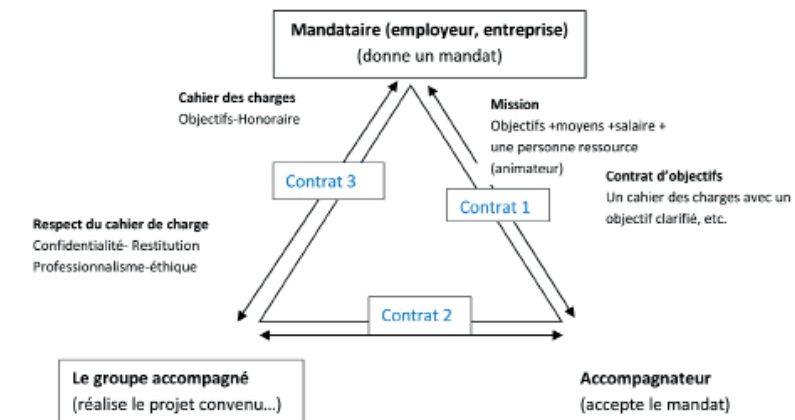 Mandataire (employeur, entreprise)
(donne un mandat)
Cahier des charges
Objectifs-Honoraire
Mission
Objectifs +moyens +salaire +
une personne ressource
(animateur)
Contrat d'objectifs
Un cahier des charges avec un
objectif clarifié, etc.
Contrat 3
Contrat 1
Respect du cahier de charge
Confidentialité- Restitution
Professionnalisme-éthique
Contrat 2
Le groupe accompagné
(réalise le projet convenu...)
Accompagnateur
(accepte le mandat)